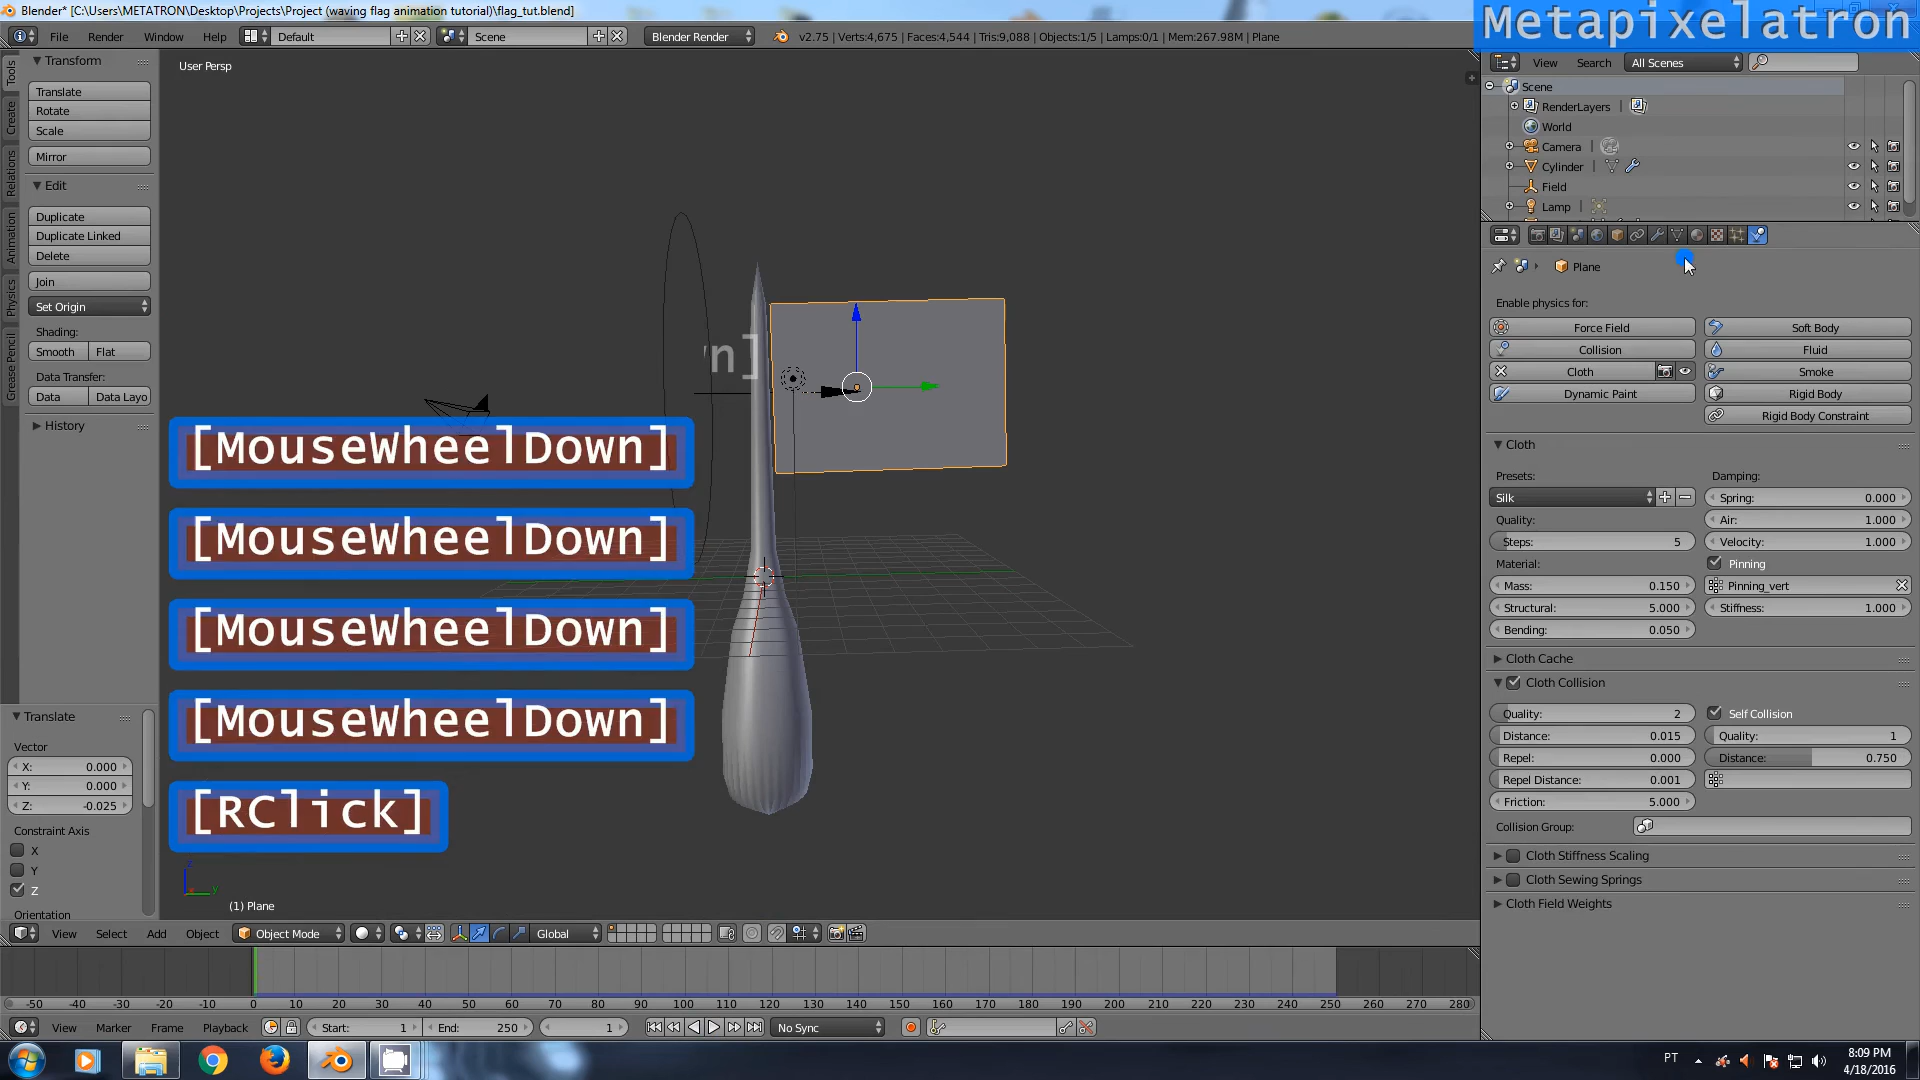 Blender* [C:\Users\METATRON\Desktop\Projects\Project (waving flag animation tutorial)\flag_tut.blend]
Metapixelatron
File Render Window Help Default Scene Blender Render v2.75 | Verts:4,675 | Faces:4,544 | Tris:9,088 | Objects:1/5 | Lamps:0/1 | Mem:267.98M | Plane
View Search All Scenes
Tools
Create
Relations
Animation
Physics
Grease Pencil
Transform
Translate
Rotate
Scale
Mirror
Edit
Duplicate
Duplicate Linked
Delete
Join
Set Origin
Shading:
Smooth Flat
Data Transfer:
Data Data Layo
History
Translate
Vector
X: 0.000
Y: 0.000
Z: -0.025
Constraint Axis
X
Y
Z
Orientation
User Persp
n]
[MouseWheelDown]
[MouseWheelDown]
[MouseWheelDown]
[MouseWheelDown]
[RClick]
z
x y
(1) Plane
View Select Add Object Object Mode Global
Scene
RenderLayers
World
Camera
Cylinder
Field
Lamp
Plane
Enable physics for:
Force Field Soft Body
Collision Fluid
Cloth Smoke
Dynamic Paint Rigid Body
Rigid Body Constraint
Cloth
Presets: Damping:
Silk Spring: 0.000
Quality: Air: 1.000
Steps: 5 Velocity: 1.000
Material: Pinning
Mass: 0.150 Pinning_vert
Structural: 5.000 Stiffness: 1.000
Bending: 0.050
Cloth Cache
Cloth Collision
Quality: 2 Self Collision
Distance: 0.015 Quality: 1
Repel: 0.000 Distance: 0.750
Repel Distance: 0.001
Friction: 5.000
Collision Group:
Cloth Stiffness Scaling
Cloth Sewing Springs
Cloth Field Weights
-50 -40 -30 -20 -10 0 10 20 30 40 50 60 70 80 90 100 110 120 130 140 150 160 170 180 190 200 210 220 230 240 250 260 270 280
View Marker Frame Playback Start: 1 End: 250 1 No Sync
PT
8:09 PM
4/18/2016